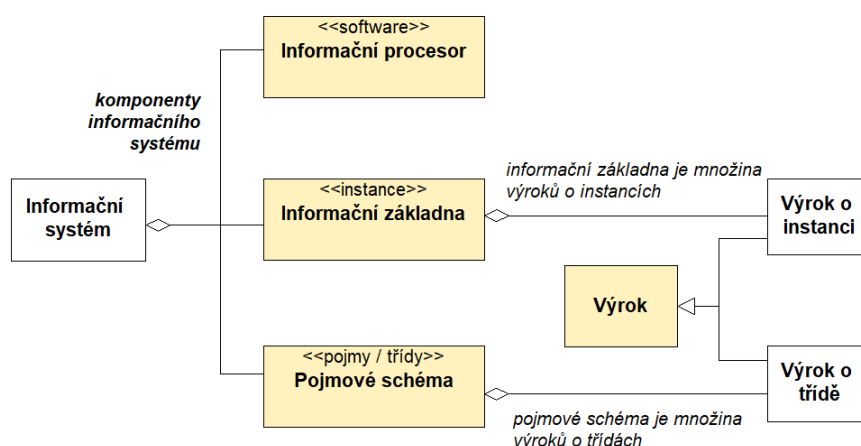 <<software>>
Informační procesor
komponenty
informačního
systému
informační základna je množina
výroků o instancích
<<instance>>
Informační základna
Informační
systém
Výrok o
instanci
Výrok
<<pojmy / třídy>>
Pojmové schéma
Výrok o
třídě
pojmové schéma je množina
výroků o třídách